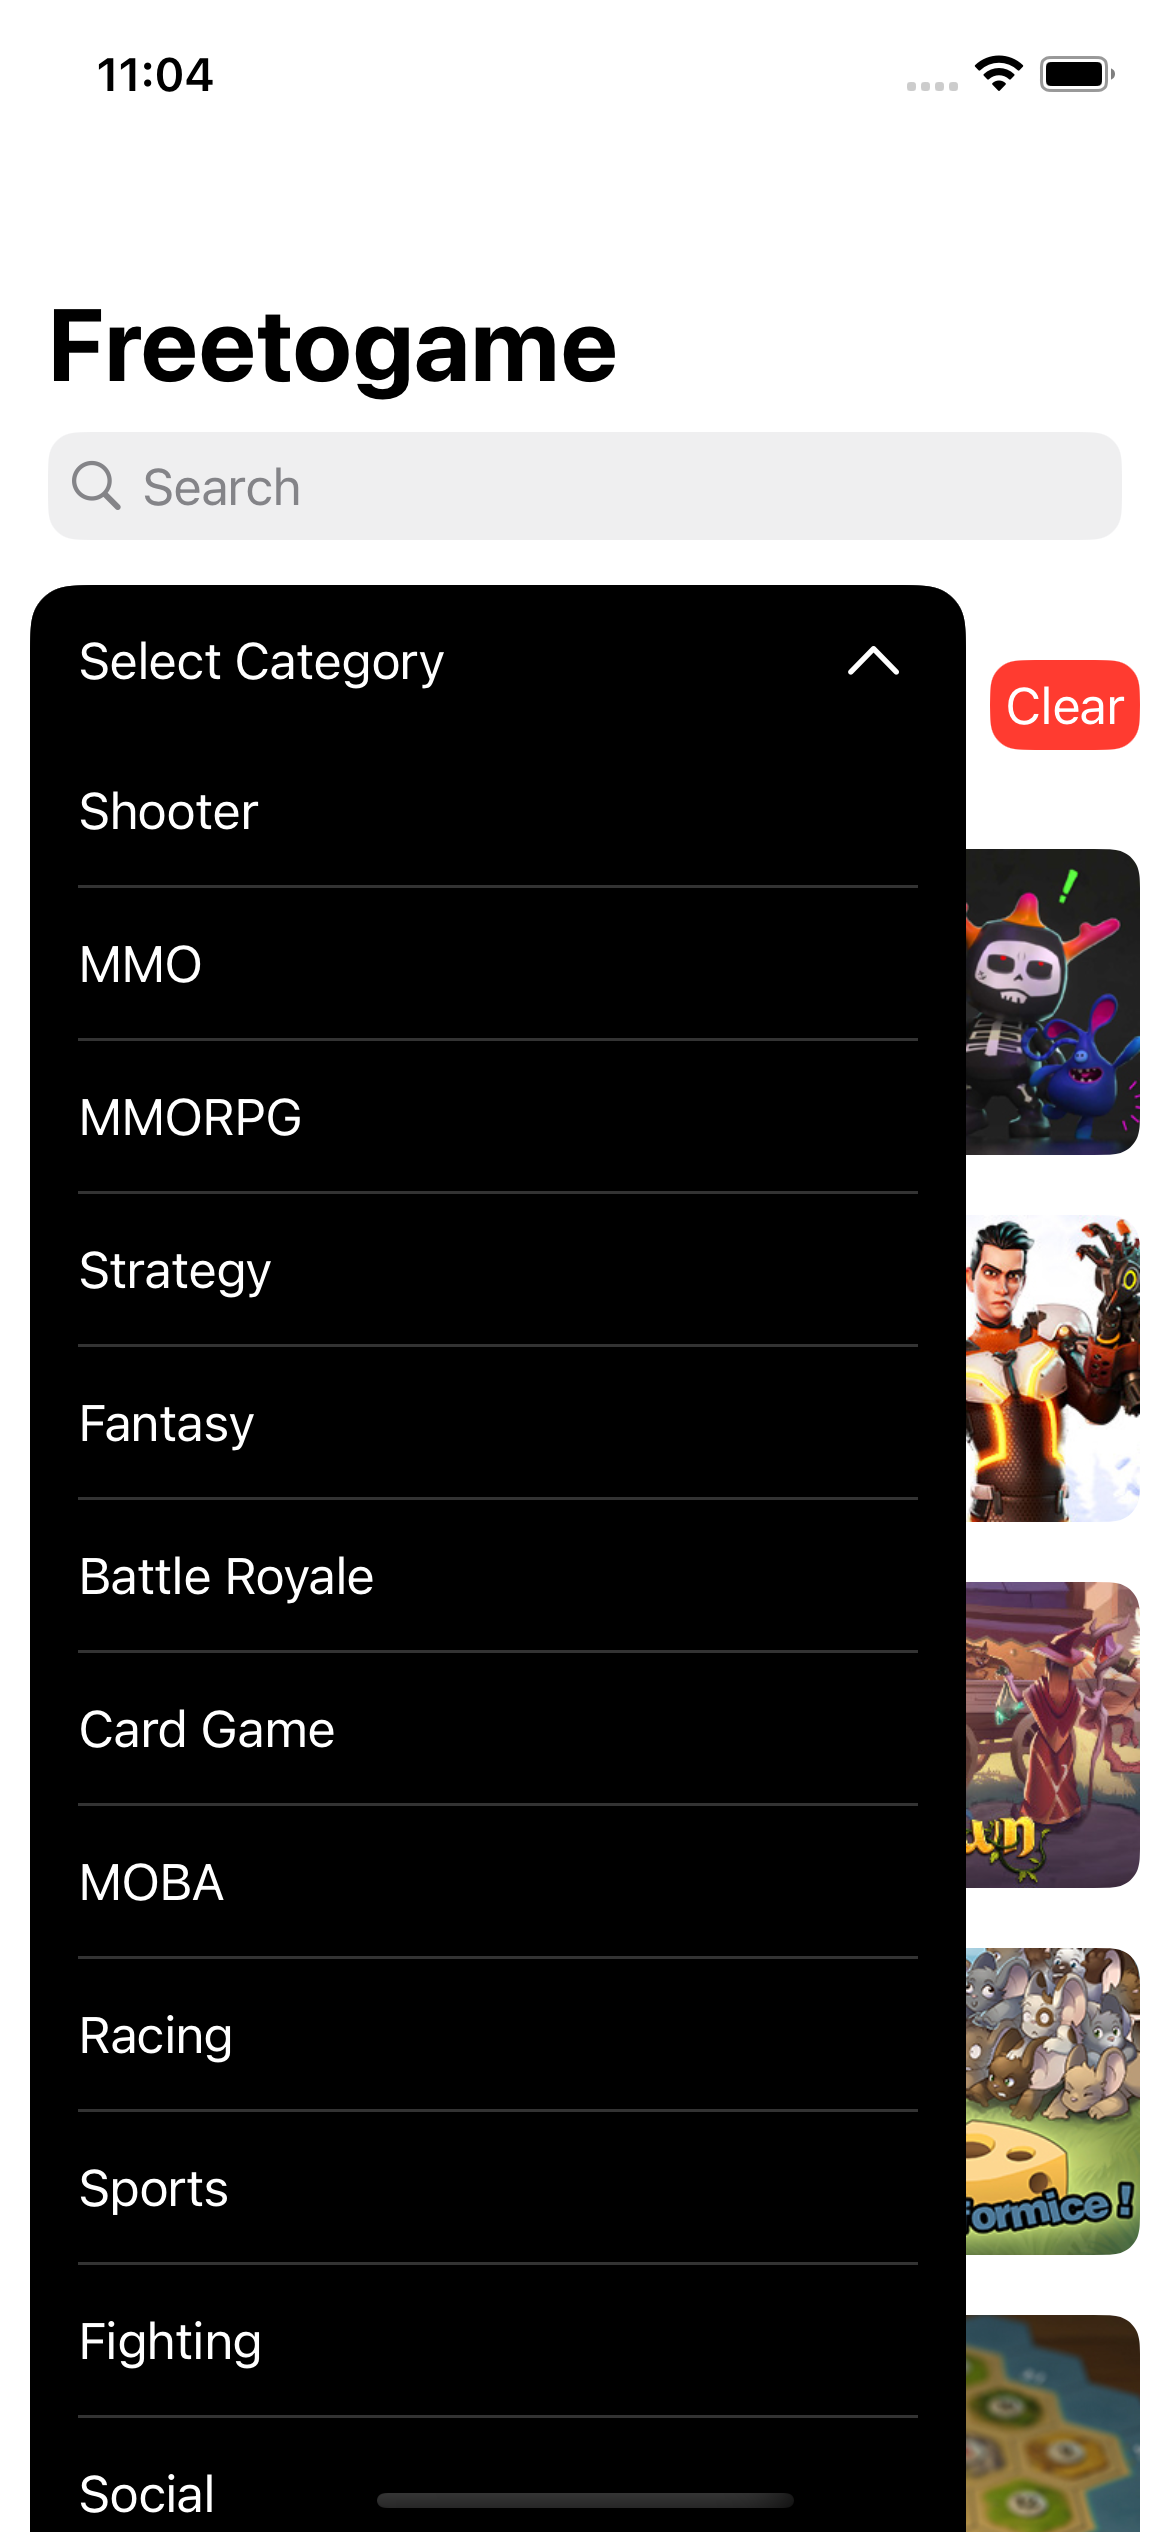 11:04
Freetogame
Search
Select Category
Clear
Shooter
MMO
MMORPG
Strategy
Fantasy
Battle Royale
Card Game
MOBA
Racing
Sports
formice!
Fighting
Social